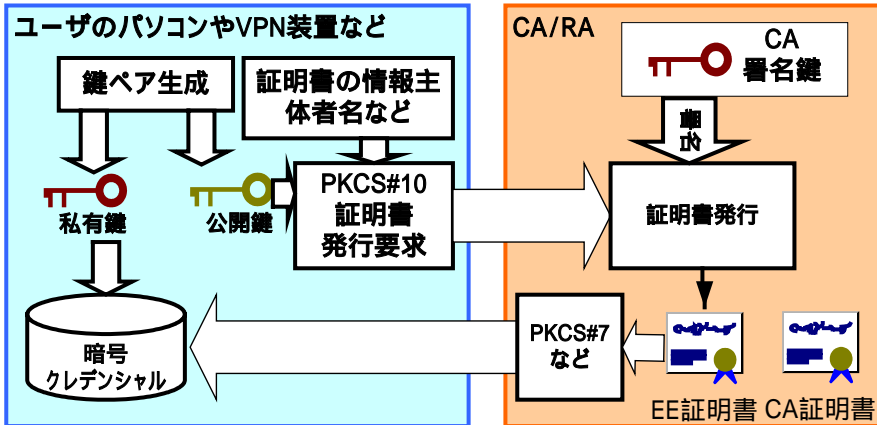 ユーザのパソコンやVPN装置など
鍵ペア生成
証明書の情報主
体者名など
私有鍵
公開鍵
PKCS#10
証明書
発行要求
暗号
クレデンシャル
CA/RA
CA
署名鍵
署名
証明書発行
PKCS#7
など
EE証明書
CA証明書